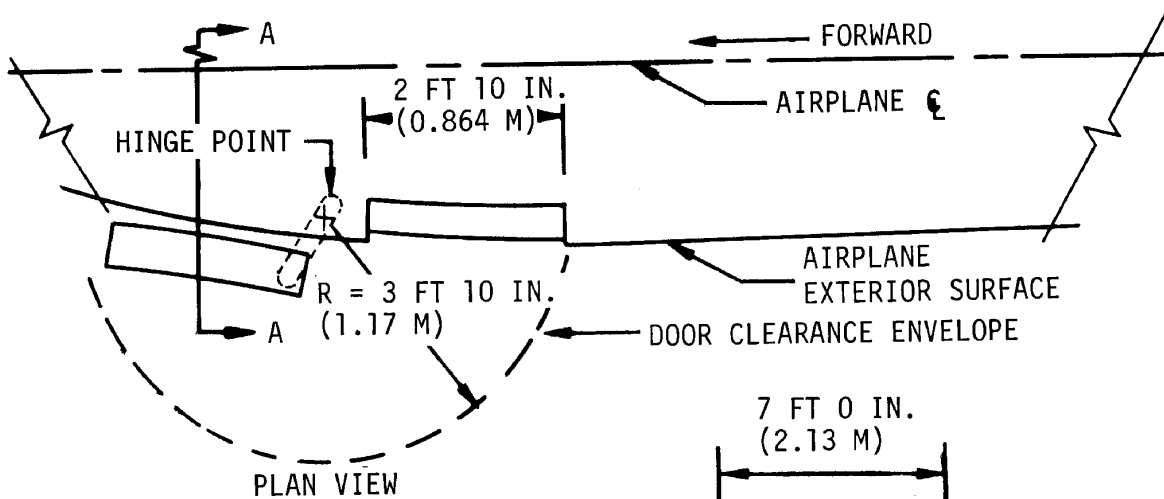 A
FORWARD
2 FT 10 IN.
(0.864 M)
AIRPLANE ℄
HINGE POINT
AIRPLANE
EXTERIOR SURFACE
R = 3 FT 10 IN.
(1.17 M)
A
DOOR CLEARANCE ENVELOPE
7 FT 0 IN.
(2.13 M)
PLAN VIEW